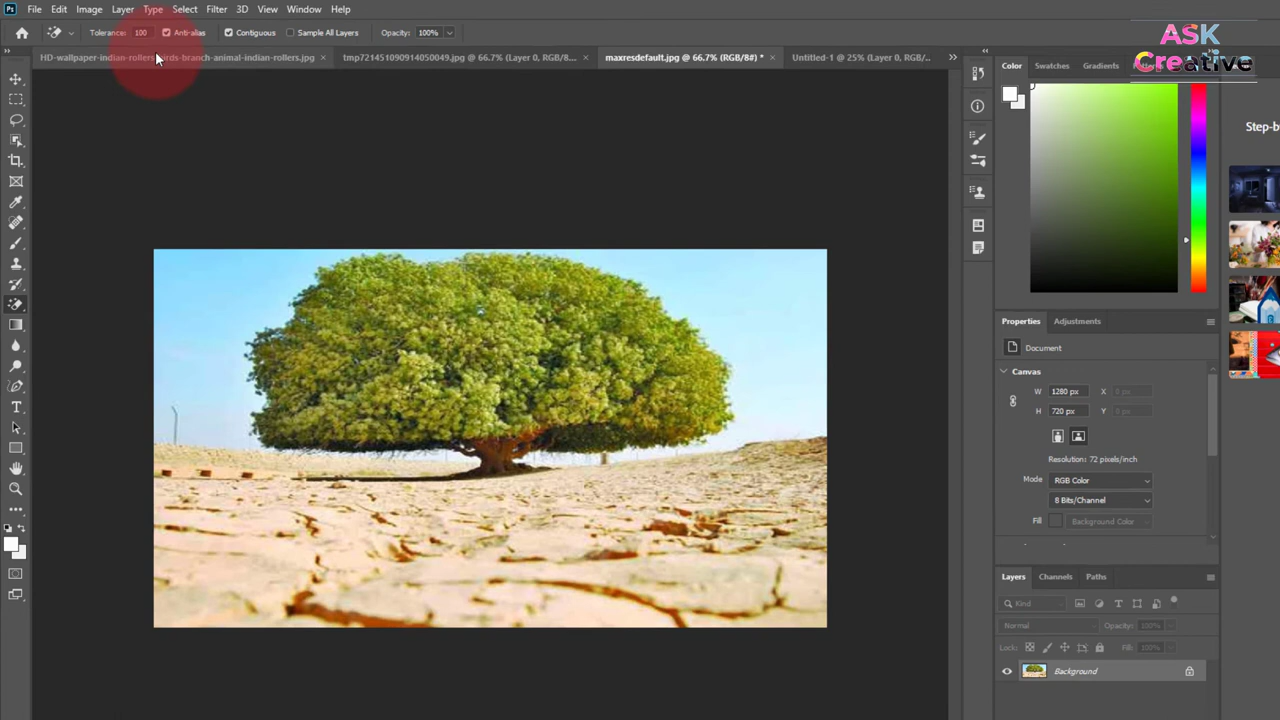 File Edit Image Layer Type Select Filter 3D View Window Help
Tolerance: 100 Anti-alias Contiguous Sample All Layers Opacity: 100%
ASK
Creative
HD-wallpaper-indian-rollers-birds-branch-animal-indian-rollers.jpg × tmp721451090914050049.jpg @ 66.7% (Layer 0, RGB/8... × maxresdefault.jpg @ 66.7% (RGB/8#) * × Untitled-1 @ 25% (Layer 0, RGB/..
Color Swatches Gradients
Step-b
Properties Adjustments
Document
Canvas
W 1280 px X 0 px
H 720 px Y 0 px
Resolution: 72 pixels/inch
Mode RGB Color
8 Bits/Channel
Fill Background Color
Layers Channels Paths
Kind
Normal Opacity: 100%
Lock: Fill: 100%
Background